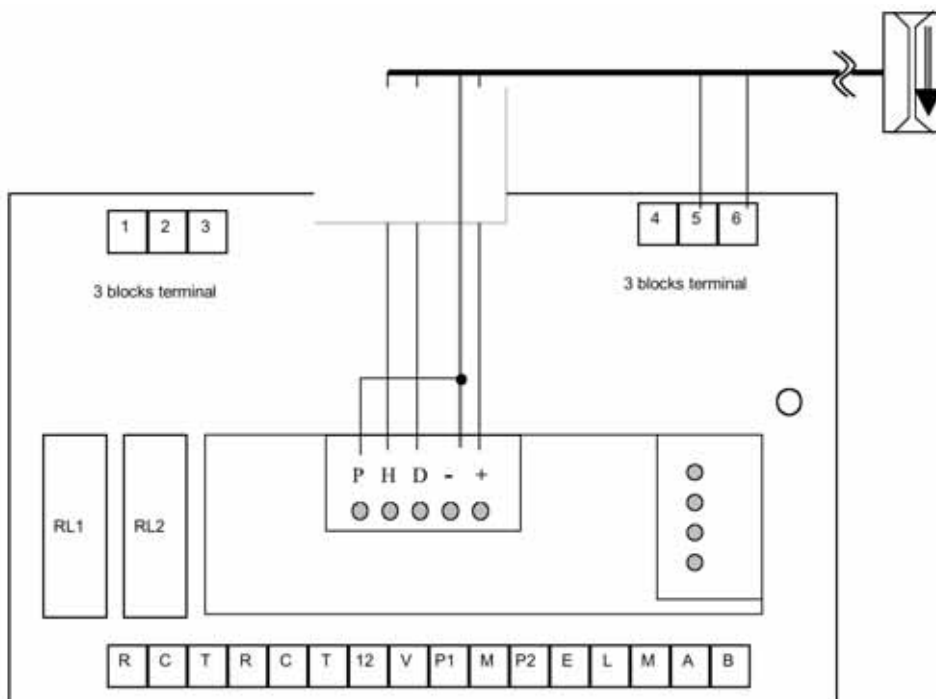 1 2 3
4 5 6
3 blocks terminal
3 blocks terminal
P H D - +
RL1
RL2
R C T R C T 12 V P1 M P2 E L M A B